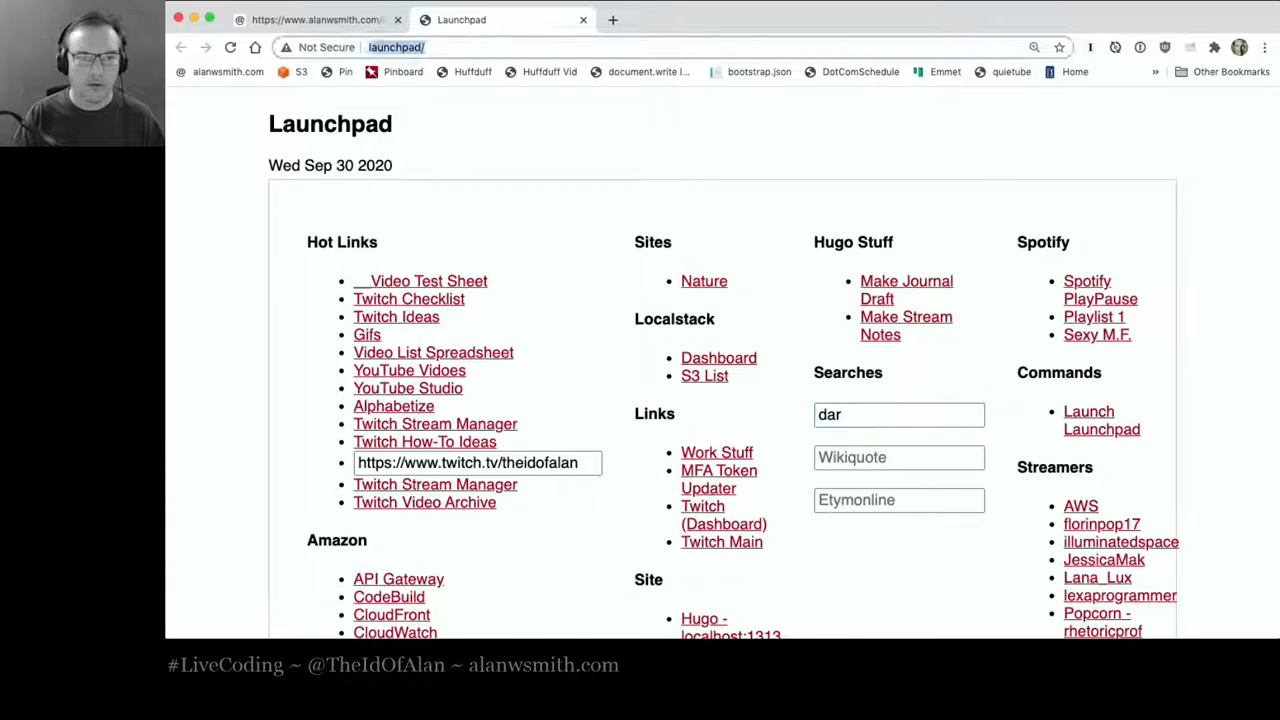 https://www.alanwsmith.com/
Launchpad
Not Secure
launchpad/
alanwsmith.com
S3
Pin
Pinboard
Huffduff
Huffduff Vid
document.write I...
bootstrap.json
DotComSchedule
Emmet
quietube
Home
»
Other Bookmarks
Launchpad
Wed Sep 30 2020
Hot Links
__Video Test Sheet
Twitch Checklist
Twitch Ideas
Gifs
Video List Spreadsheet
YouTube Vidoes
YouTube Studio
Alphabetize
Twitch Stream Manager
Twitch How-To Ideas
https://www.twitch.tv/theidofalan
Twitch Stream Manager
Twitch Video Archive
Amazon
API Gateway
CodeBuild
CloudFront
CloudWatch
Sites
Nature
Localstack
Dashboard
S3 List
Links
Work Stuff
MFA Token
Updater
Twitch
(Dashboard)
Twitch Main
Site
Hugo -
localhost:1313
Hugo Stuff
Make Journal
Draft
Make Stream
Notes
Searches
dar
Wikiquote
Etymonline
Spotify
Spotify
PlayPause
Playlist 1
Sexy M.F.
Commands
Launch
Launchpad
Streamers
AWS
florinpop17
illuminatedspace
JessicaMak
Lana_Lux
lexaprogrammer
Popcorn -
rhetoricprof
#LiveCoding ~ @TheIdOfAlan ~ alanwsmith.com